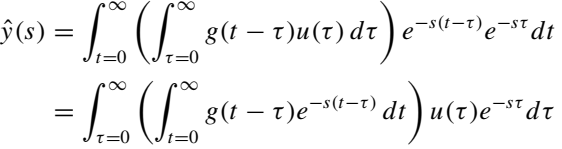 ŷ(s) = ∫_{t=0}^{∞} ( ∫_{τ=0}^{∞} g(t − τ)u(τ) dτ ) e^{−s(t−τ)} e^{−sτ} dt
= ∫_{τ=0}^{∞} ( ∫_{t=0}^{∞} g(t − τ)e^{−s(t−τ)} dt ) u(τ)e^{−sτ} dτ